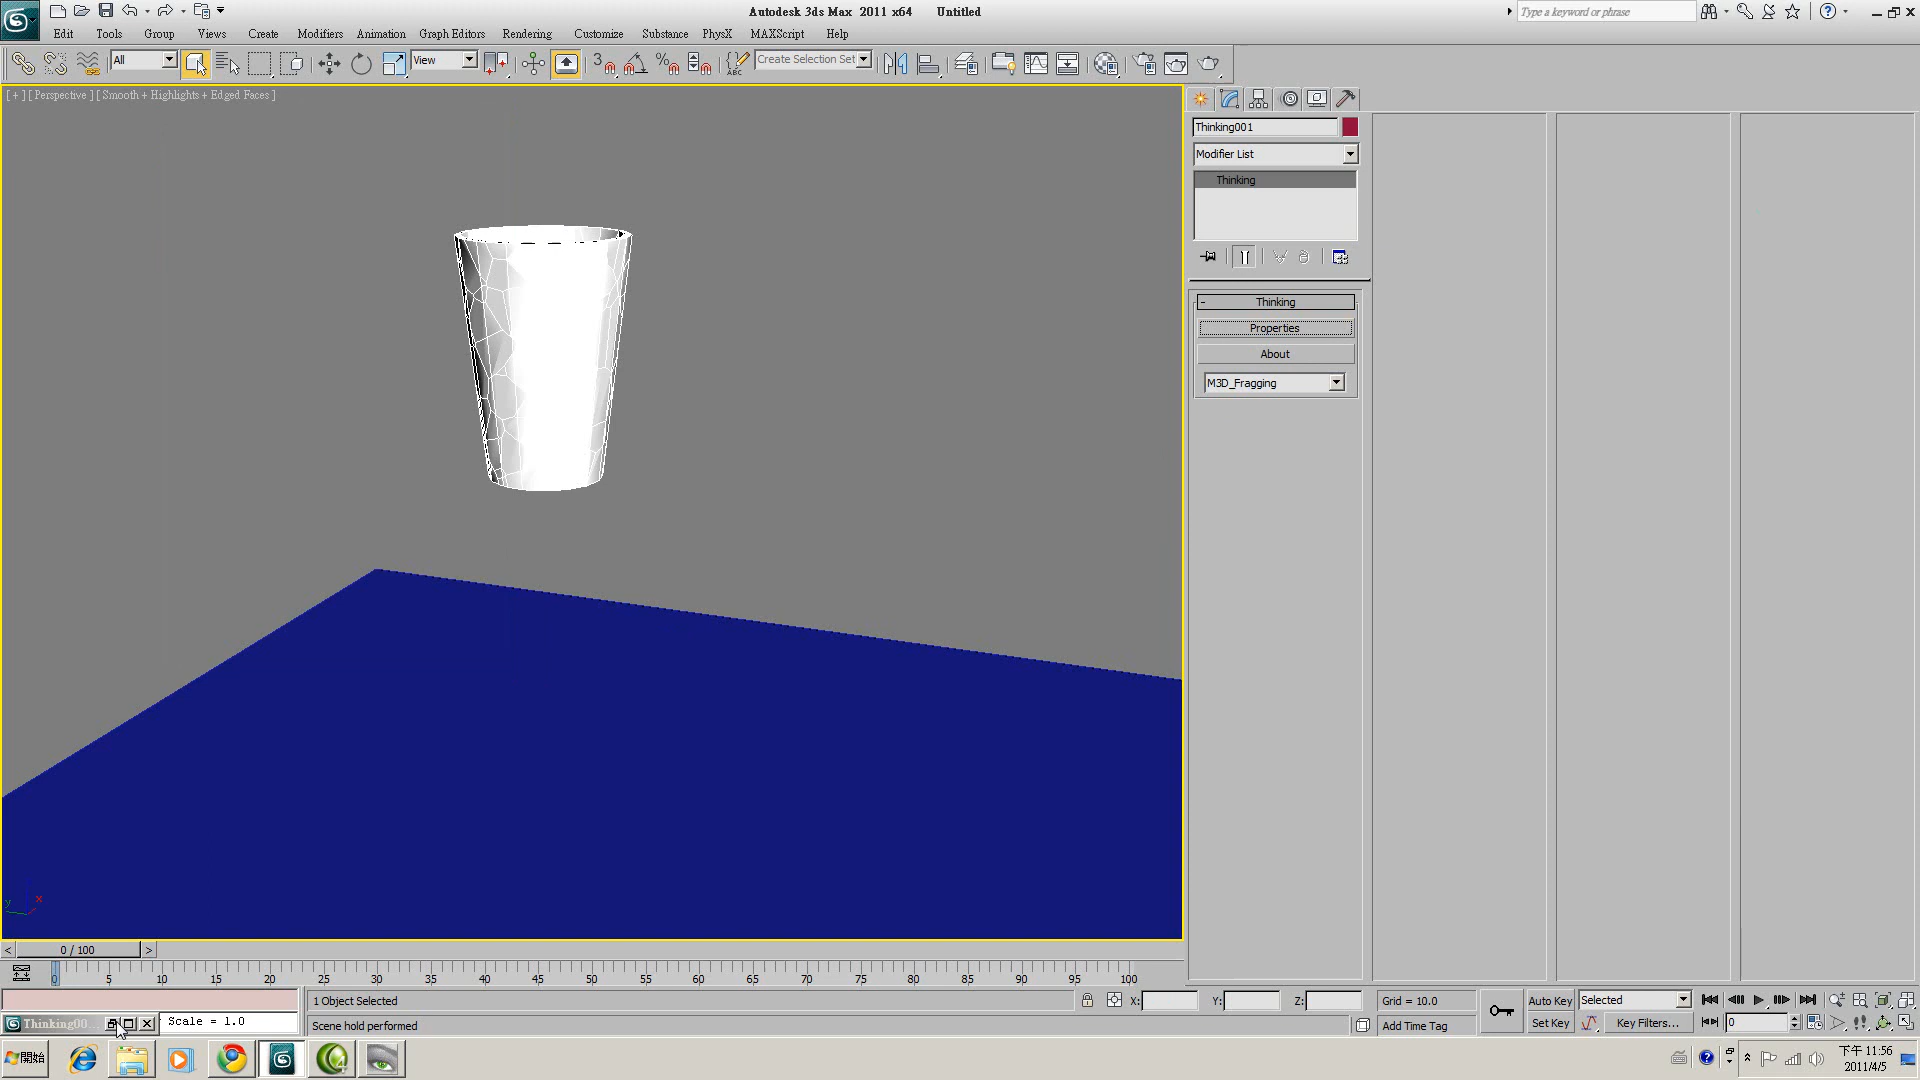 Autodesk 3ds Max 2011 x64 Untitled
Type a keyword or phrase
Edit Tools Group Views Create Modifiers Animation Graph Editors Rendering Customize Substance PhysX MAXScript Help
All View 3 ABC Create Selection Set
[ + ] [ Perspective ] [ Smooth + Highlights + Edged Faces ]
Thinking001
Modifier List
Thinking
- Thinking
Properties
About
M3D_Fragging
y x
< 0 / 100 >
0 5 10 15 20 25 30 35 40 45 50 55 60 65 70 75 80 85 90 95 100
1 Object Selected X: Y: Z: Grid = 10.0 Auto Key Selected
Thinking00... Scale = 1.0 Scene hold performed Add Time Tag Set Key Key Filters... 0
開始 下午 11:56
2011/4/5